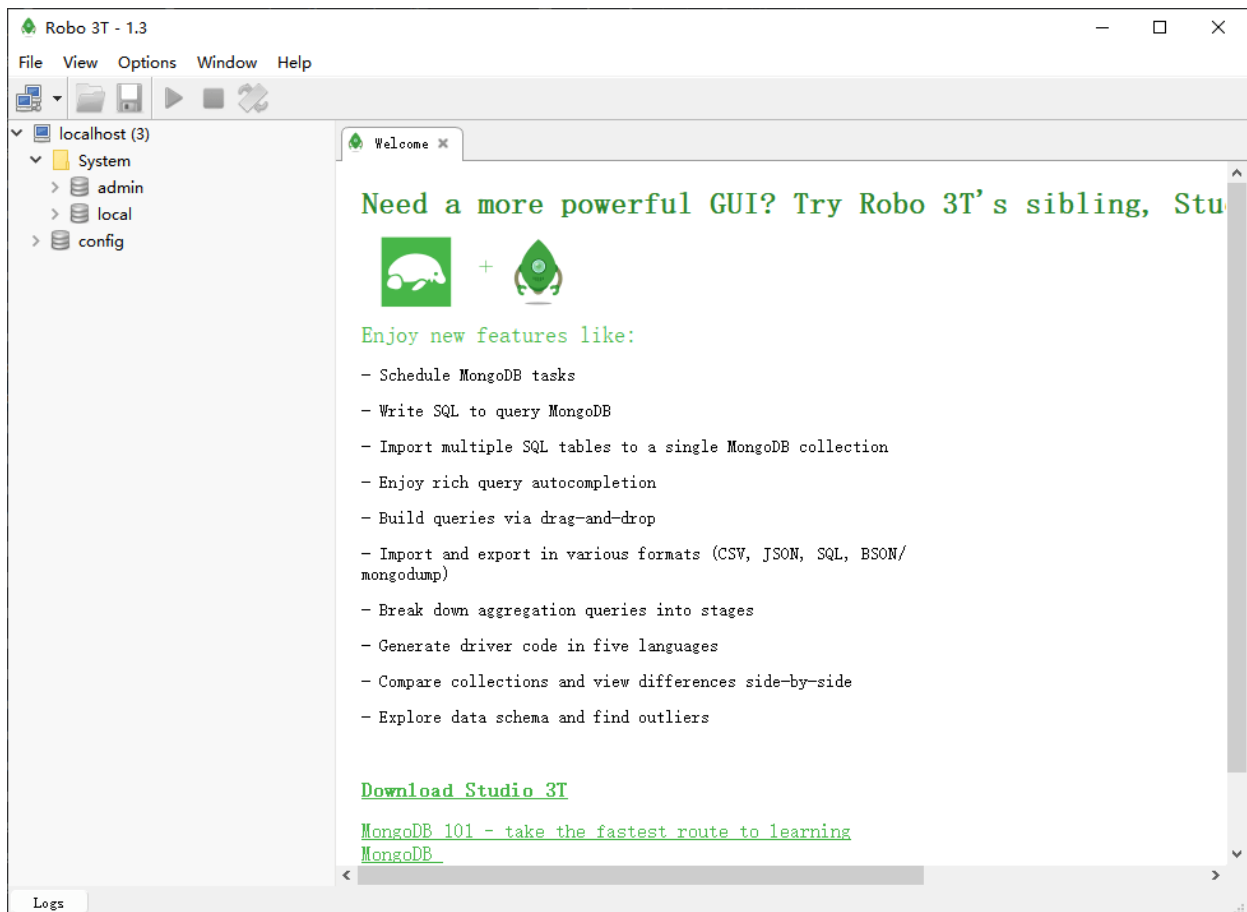 Robo 3T - 1.3
File View Options Window Help
localhost (3)
System
admin
local
config
Welcome
Need a more powerful GUI? Try Robo 3T's sibling, Stu
+
Enjoy new features like:
- Schedule MongoDB tasks
- Write SQL to query MongoDB
- Import multiple SQL tables to a single MongoDB collection
- Enjoy rich query autocompletion
- Build queries via drag-and-drop
- Import and export in various formats (CSV, JSON, SQL, BSON/
mongodump)
- Break down aggregation queries into stages
- Generate driver code in five languages
- Compare collections and view differences side-by-side
- Explore data schema and find outliers
Download Studio 3T
MongoDB 101 - take the fastest route to learning
MongoDB
Logs